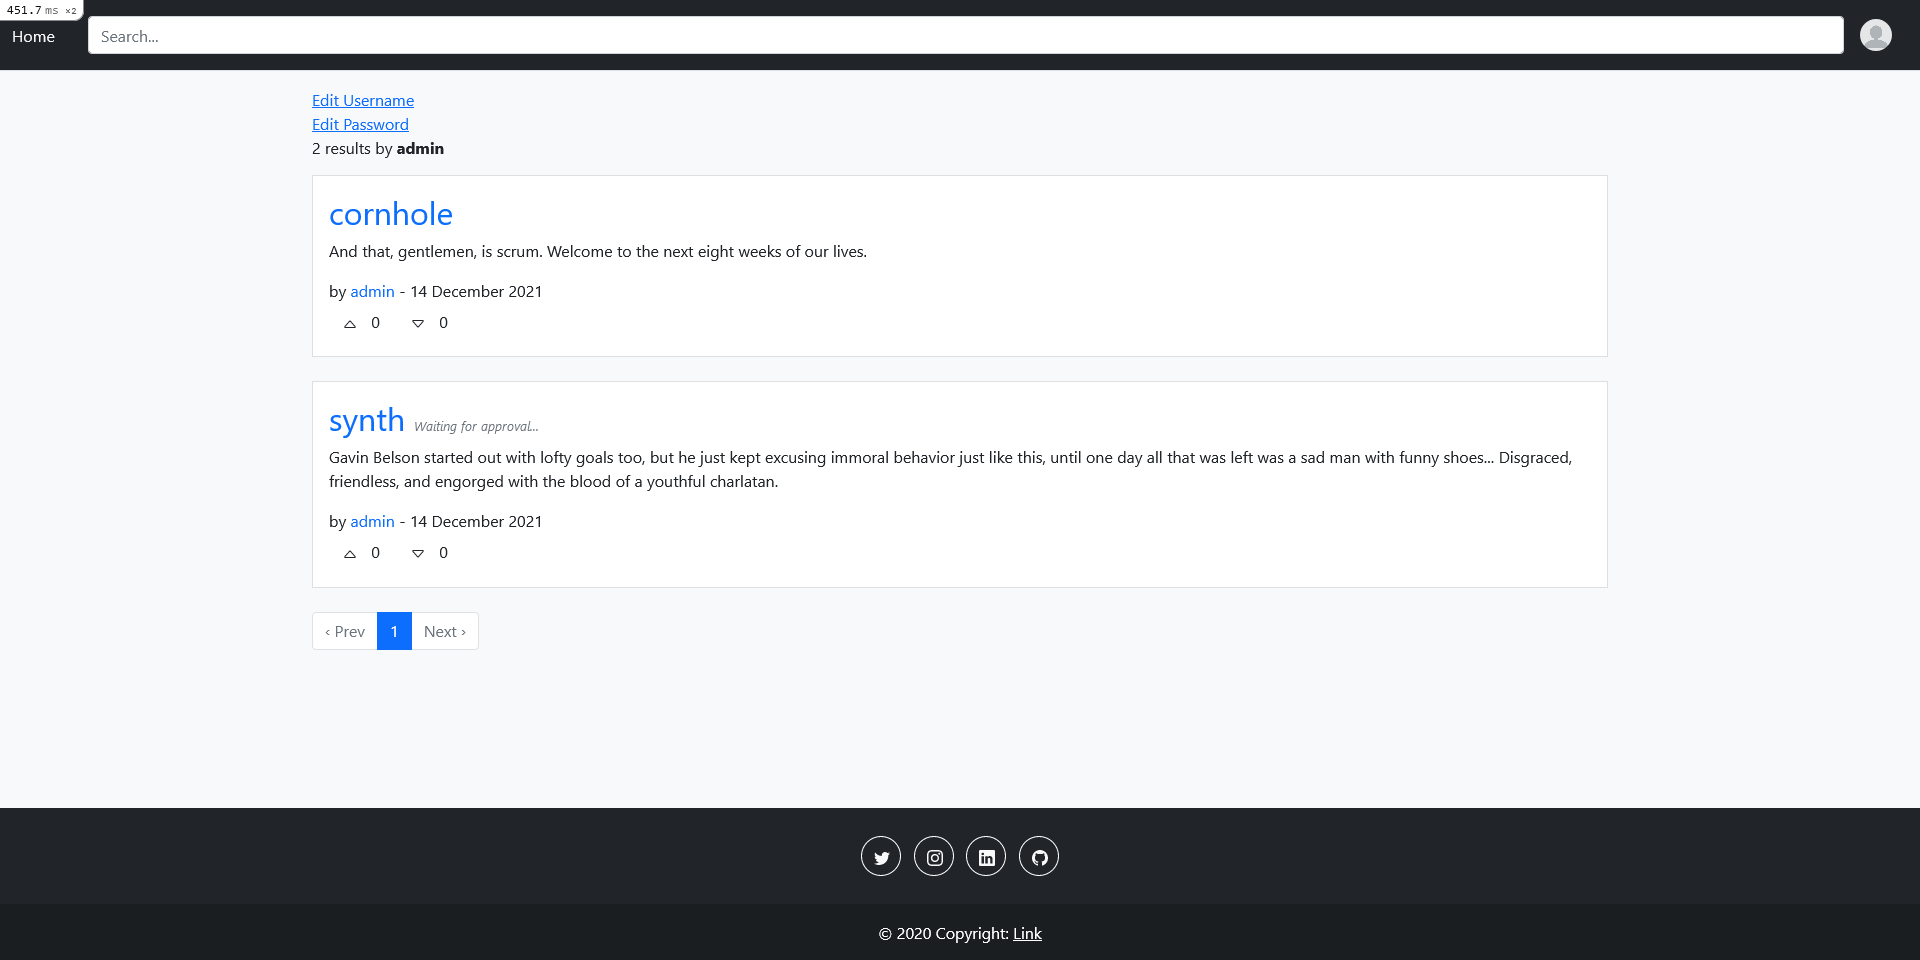 451.7 ms ×2
Home
Search...
Edit Username
Edit Password
2 results by admin
cornhole
And that, gentlemen, is scrum. Welcome to the next eight weeks of our lives.
by admin - 14 December 2021
0 0
synth Waiting for approval...
Gavin Belson started out with lofty goals too, but he just kept excusing immoral behavior just like this, until one day all that was left was a sad man with funny shoes... Disgraced,
friendless, and engorged with the blood of a youthful charlatan.
by admin - 14 December 2021
0 0
‹ Prev 1 Next ›
© 2020 Copyright: Link